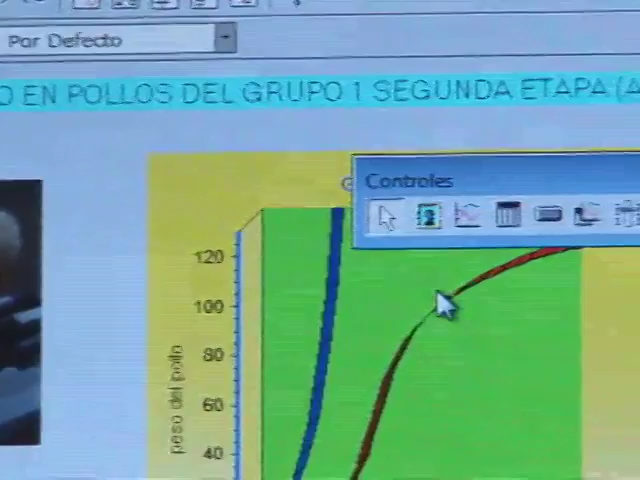 Por Defecto
O EN POLLOS DEL GRUPO 1 SEGUNDA ETAPA (A
Controles
120
100
80
60
40
peso del pollo